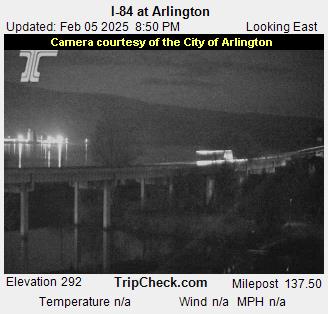 I-84 at Arlington
Updated: Feb 05 2025 8:50 PM Looking East
Camera courtesy of the City of Arlington
Elevation 292 TripCheck.com Milepost 137.50
Temperature n/a Wind n/a MPH n/a